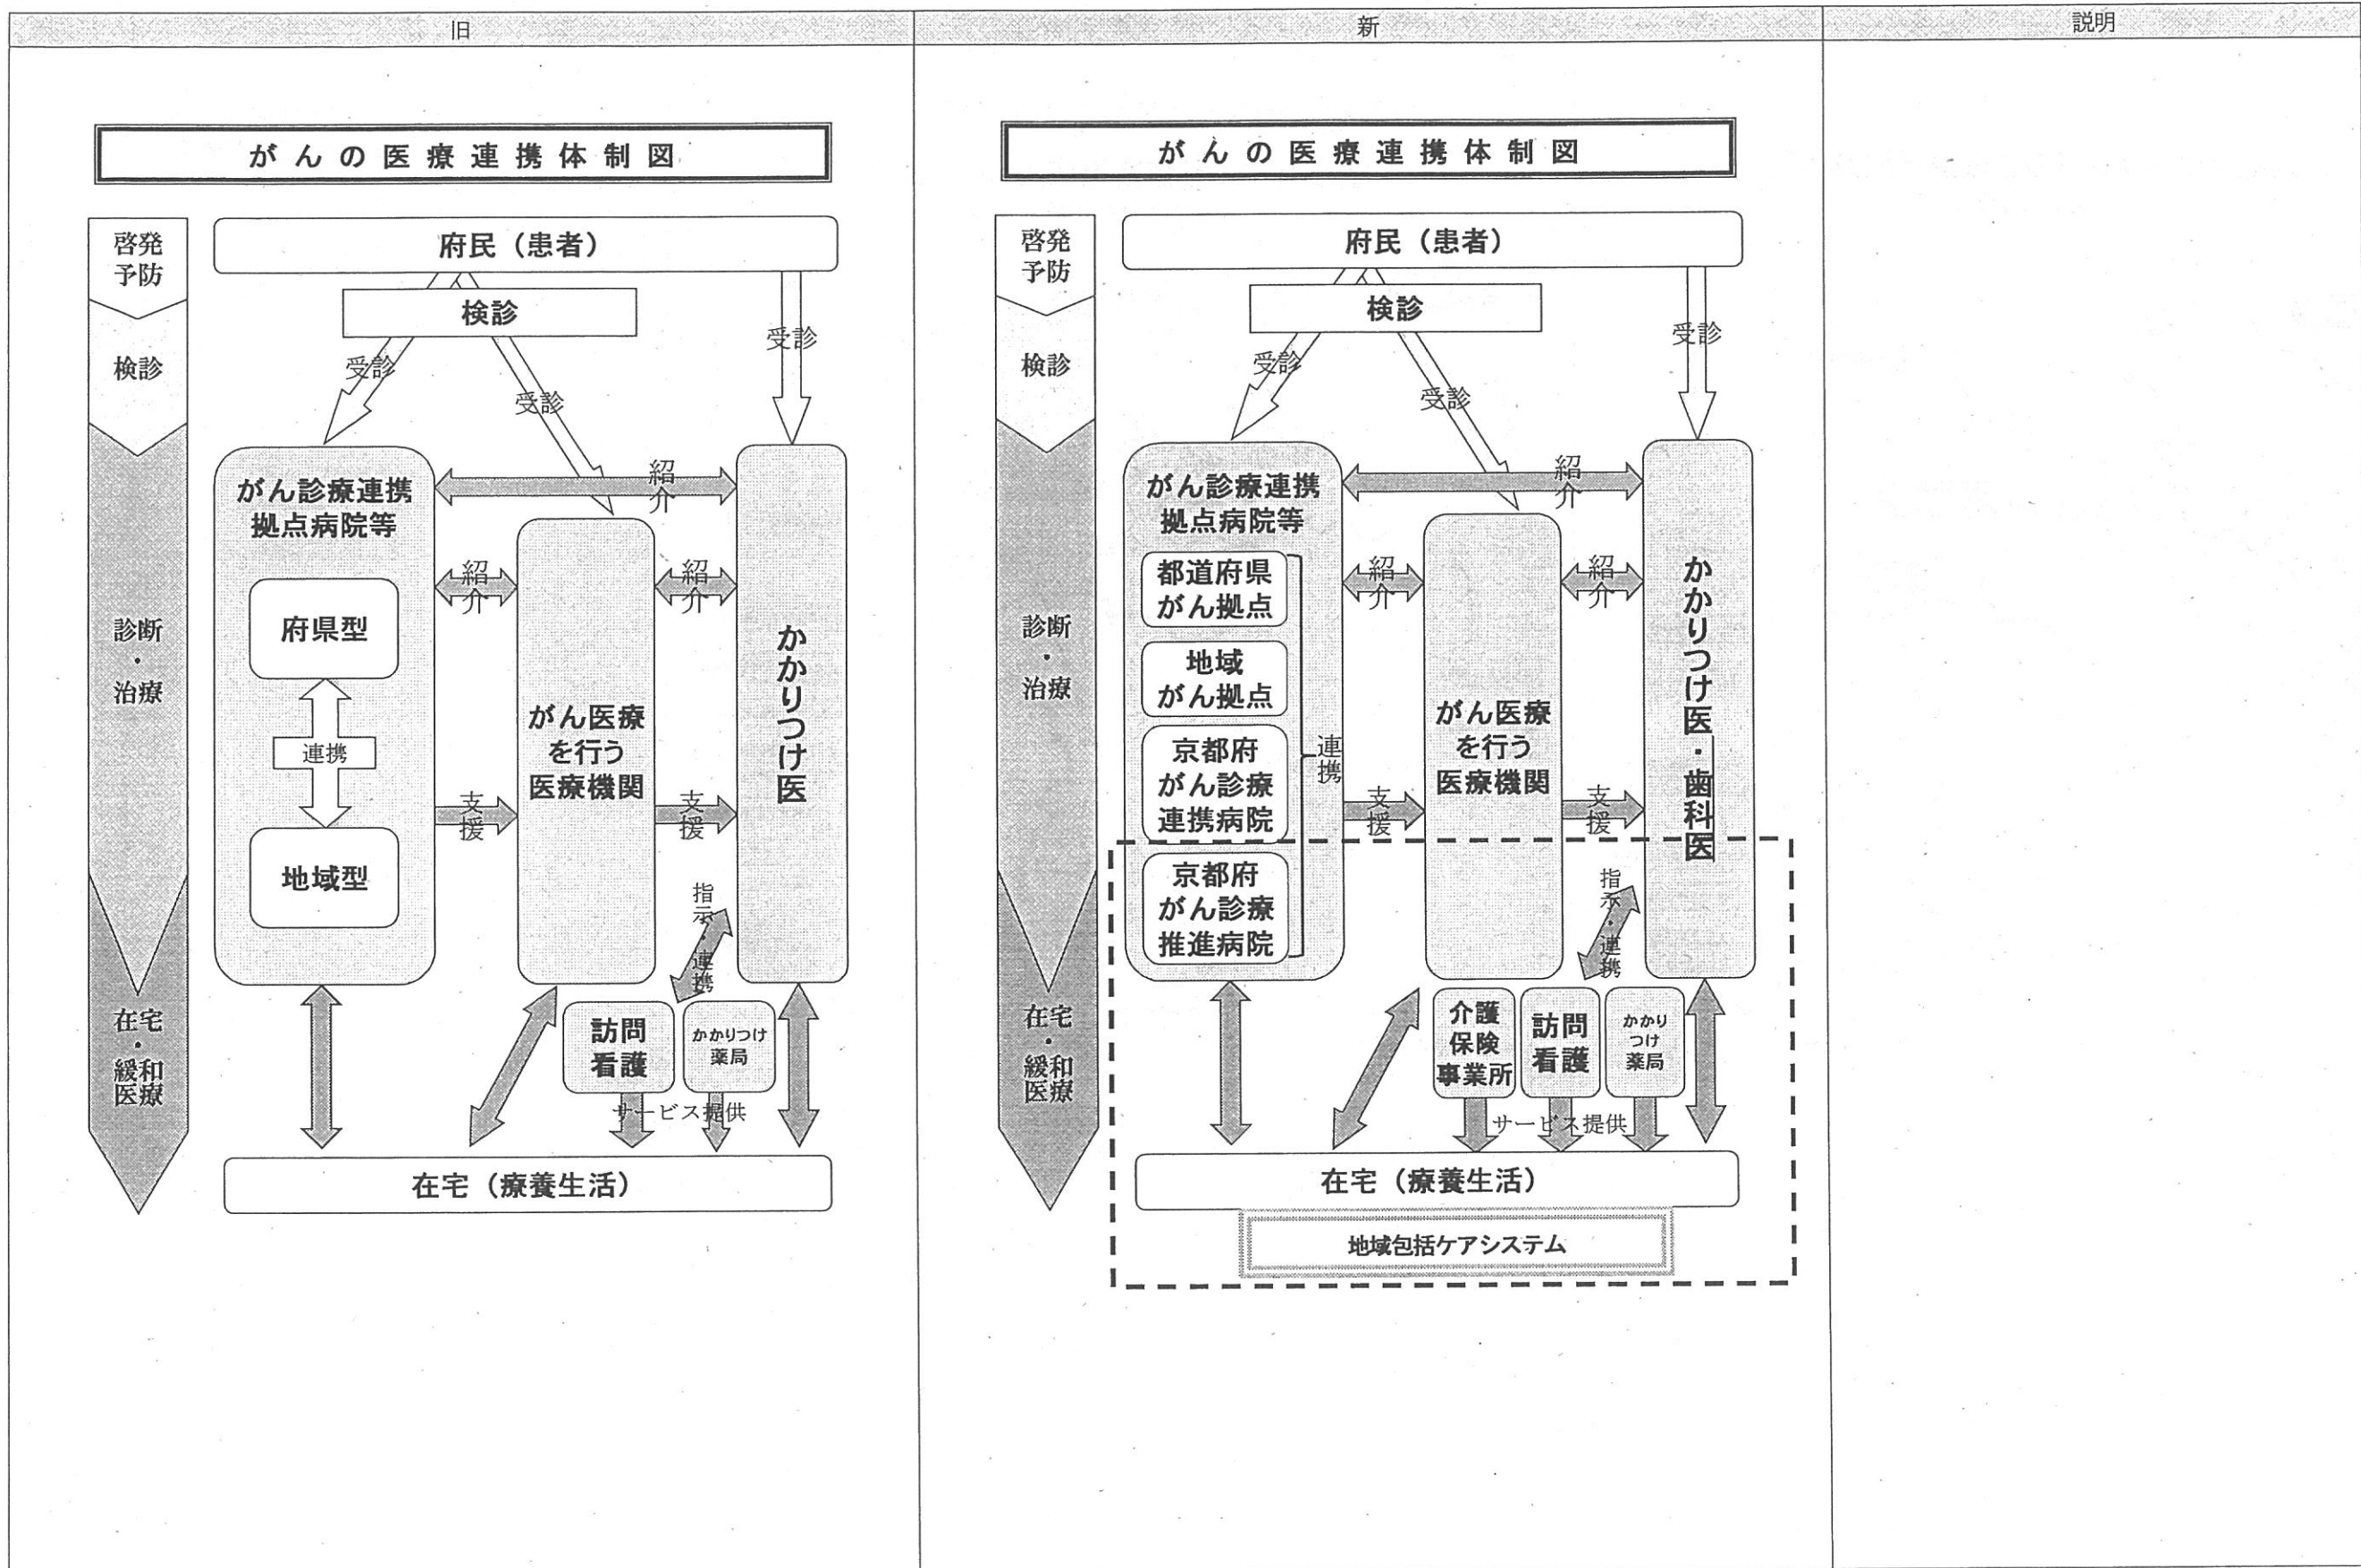 旧
新
説明
がんの医療連携体制図
啓発
予防
検診
診断
・
治療
在宅
・
緩和
医療
府民（患者）
検診
受診
受診
受診
がん診療連携
拠点病院等
府県型
連携
地域型
紹介
紹介
紹介
支援
支援
がん医療
を行う
医療機関
かかりつけ医
指示・連携
訪問
看護
かかりつけ
薬局
サービス提供
在宅（療養生活）
がんの医療連携体制図
啓発
予防
検診
診断
・
治療
在宅
・
緩和
医療
府民（患者）
検診
受診
受診
受診
がん診療連携
拠点病院等
都道府県
がん拠点
地域
がん拠点
京都府
がん診療
連携病院
京都府
がん診療
推進病院
連携
紹介
紹介
紹介
支援
支援
がん医療
を行う
医療機関
かかりつけ医・歯科医
指示・連携
介護
保険
事業所
訪問
看護
かかり
つけ
薬局
サービス提供
在宅（療養生活）
地域包括ケアシステム